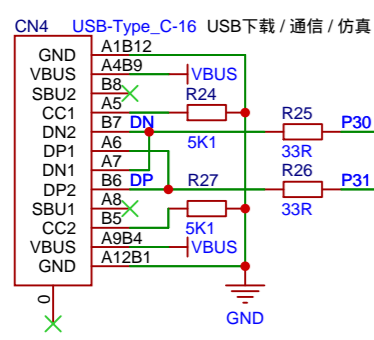 CN4 USB-Type_C-16 USB下载 / 通信 / 仿真
GND A1B12
VBUS A4B9 VBUS
SBU2 B8
CC1 A5 R24 5K1
DN2 B7 DN R25 33R P30
DP1 A6
DN1 A7
DP2 B6 DP R26 33R P31
SBU1 A8 R27 5K1
CC2 B5
VBUS A9B4 VBUS
GND A12B1
0
GND